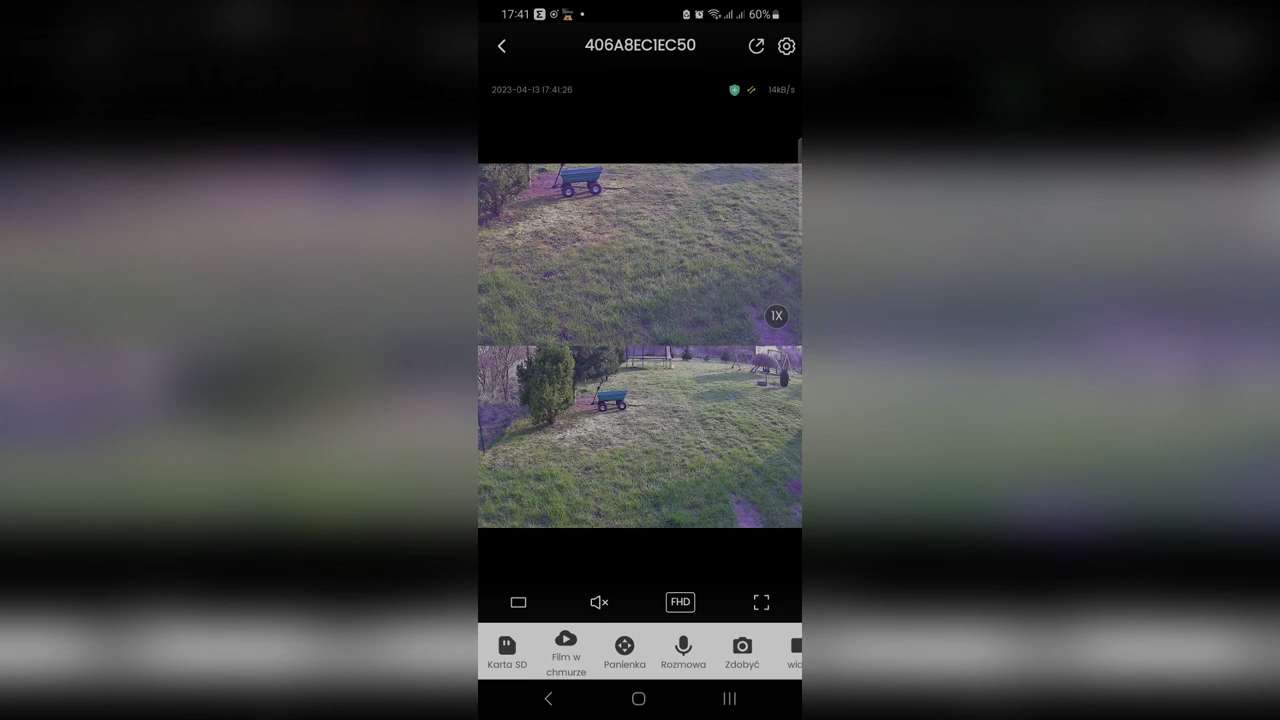 17:41
60%
406A8EC1EC50
2023-04-13 17:41:26
14kB/s
1X
FHD
Karta SD
Film w
chmurze
Panienka
Rozmowa
Zdobyć